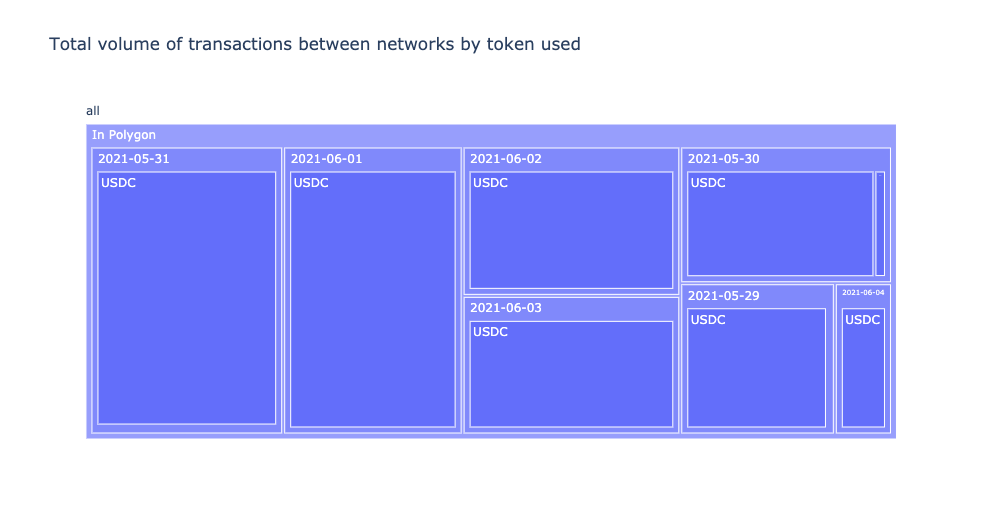 Total volume of transactions between networks by token used
all
In Polygon
2021-05-31
USDC
2021-06-01
USDC
2021-06-02
USDC
2021-06-03
USDC
2021-05-30
USDC
2021-05-29
USDC
2021-06-04
USDC